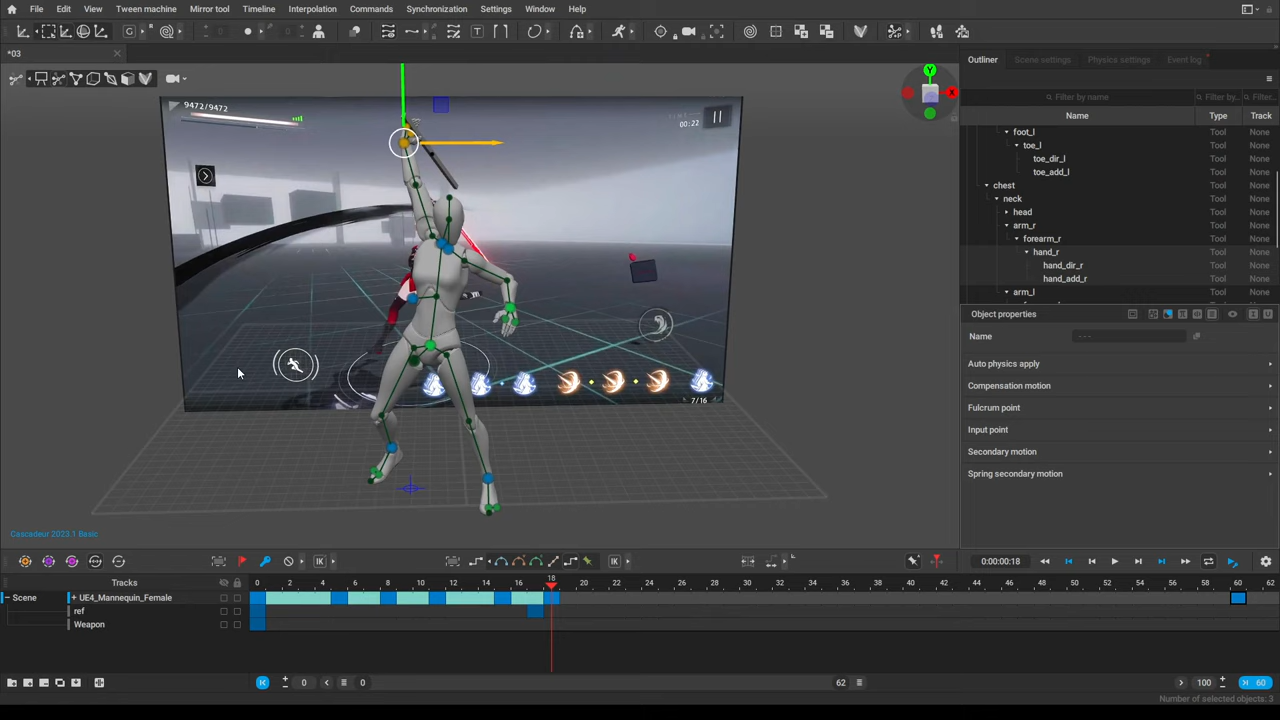 File Edit View Tween machine Mirror tool Timeline Interpolation Commands Synchronization Settings Window Help
*03
Outliner Scene settings Physics settings Event log
Filter by name Filter by... Filter...
Name Type Track
foot_l Tool None
toe_l Tool None
toe_dir_l Tool None
toe_add_l Tool None
chest Tool None
neck Tool None
head Tool None
arm_r Tool None
forearm_r Tool None
hand_r Tool None
hand_dir_r Tool None
hand_add_r Tool None
arm_l Tool None
9472/9472
00:22
Y
X
7/16
Object properties
Name ---
Auto physics apply
Compensation motion
Fulcrum point
Input point
Secondary motion
Spring secondary motion
Cascadeur 2023.1 Basic
IK IK 0:00:00:18
Tracks 0 2 4 6 8 10 12 14 16 18 20 22 24 26 28 30 32 34 36 38 40 42 44 46 48 50 52 54 56 58 60 62
Scene + UE4_Mannequin_Female
ref
Weapon
0 0 62 100 60
Number of selected objects: 3